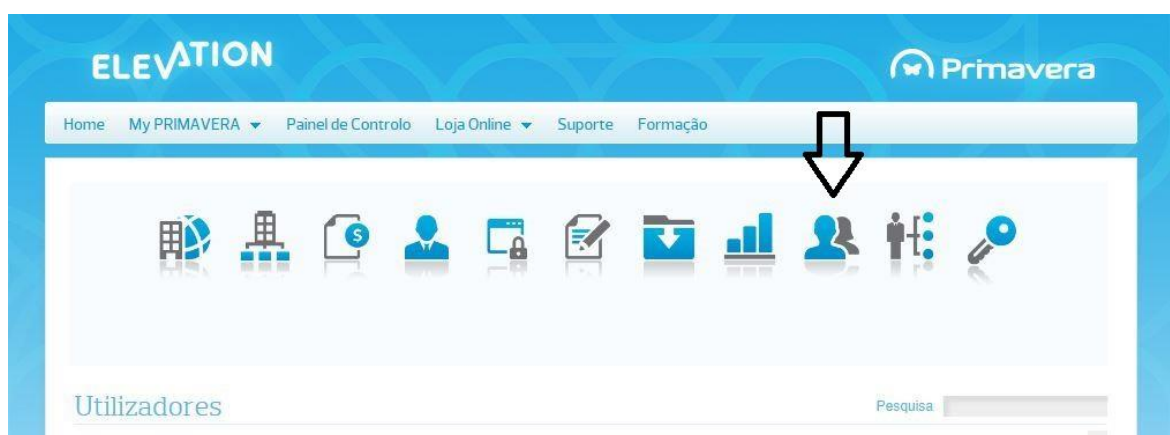 ELEVATION
Primavera
Home My PRIMAVERA Painel de Controlo Loja Online Suporte Formação
$
Utilizadores
Pesquisa